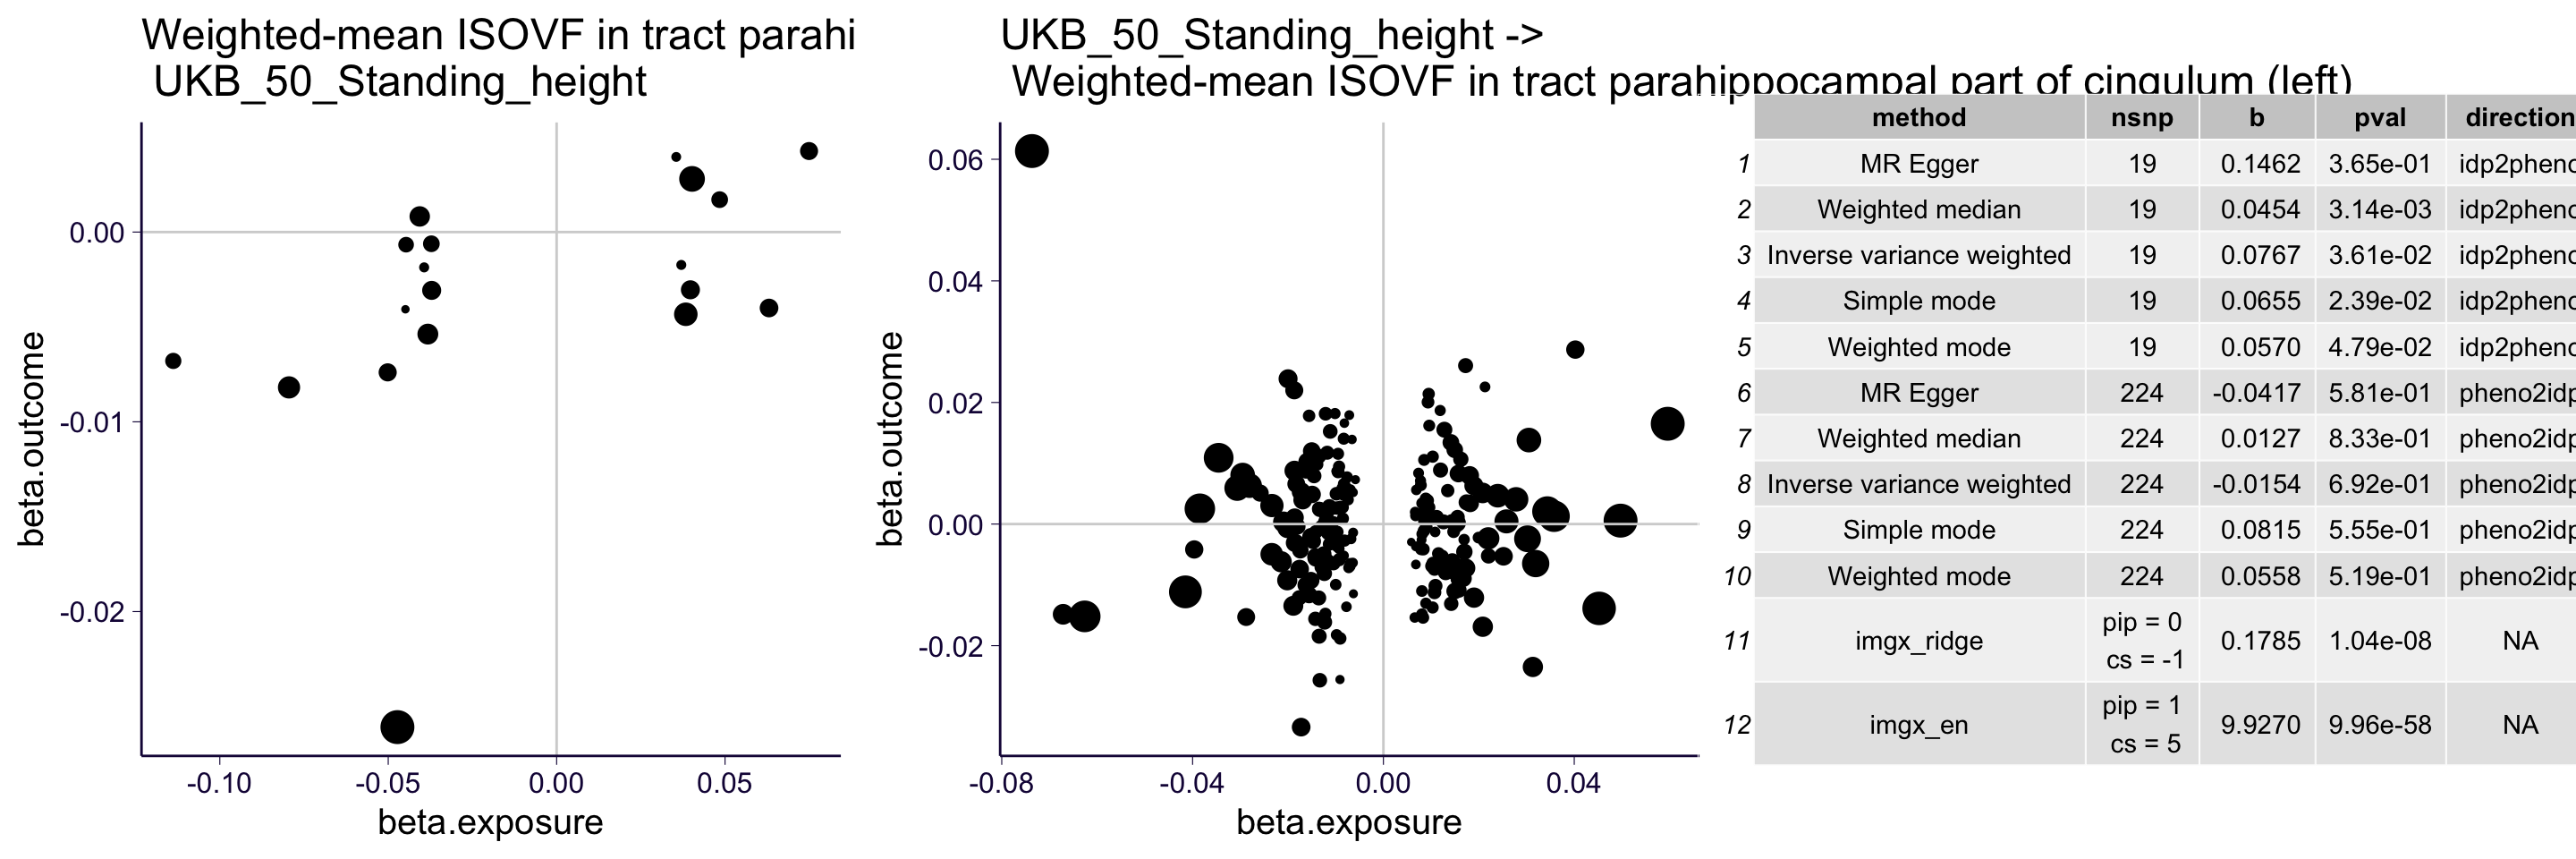 Weighted-mean ISOVF in tract parahi
UKB_50_Standing_height
0.00
-0.01
-0.02
beta.outcome
-0.10 -0.05 0.00 0.05
beta.exposure
UKB_50_Standing_height ->
Weighted-mean ISOVF in tract parahippocampal part of cingulum (left)
0.06
0.04
0.02
0.00
-0.02
beta.outcome
-0.08 -0.04 0.00 0.04
beta.exposure
method nsnp b pval direction
1 MR Egger 19 0.1462 3.65e-01 idp2pheno
2 Weighted median 19 0.0454 3.14e-03 idp2pheno
3 Inverse variance weighted 19 0.0767 3.61e-02 idp2pheno
4 Simple mode 19 0.0655 2.39e-02 idp2pheno
5 Weighted mode 19 0.0570 4.79e-02 idp2pheno
6 MR Egger 224 -0.0417 5.81e-01 pheno2idp
7 Weighted median 224 0.0127 8.33e-01 pheno2idp
8 Inverse variance weighted 224 -0.0154 6.92e-01 pheno2idp
9 Simple mode 224 0.0815 5.55e-01 pheno2idp
10 Weighted mode 224 0.0558 5.19e-01 pheno2idp
11 imgx_ridge pip = 0 0.1785 1.04e-08 NA
cs = -1
12 imgx_en pip = 1 9.9270 9.96e-58 NA
cs = 5